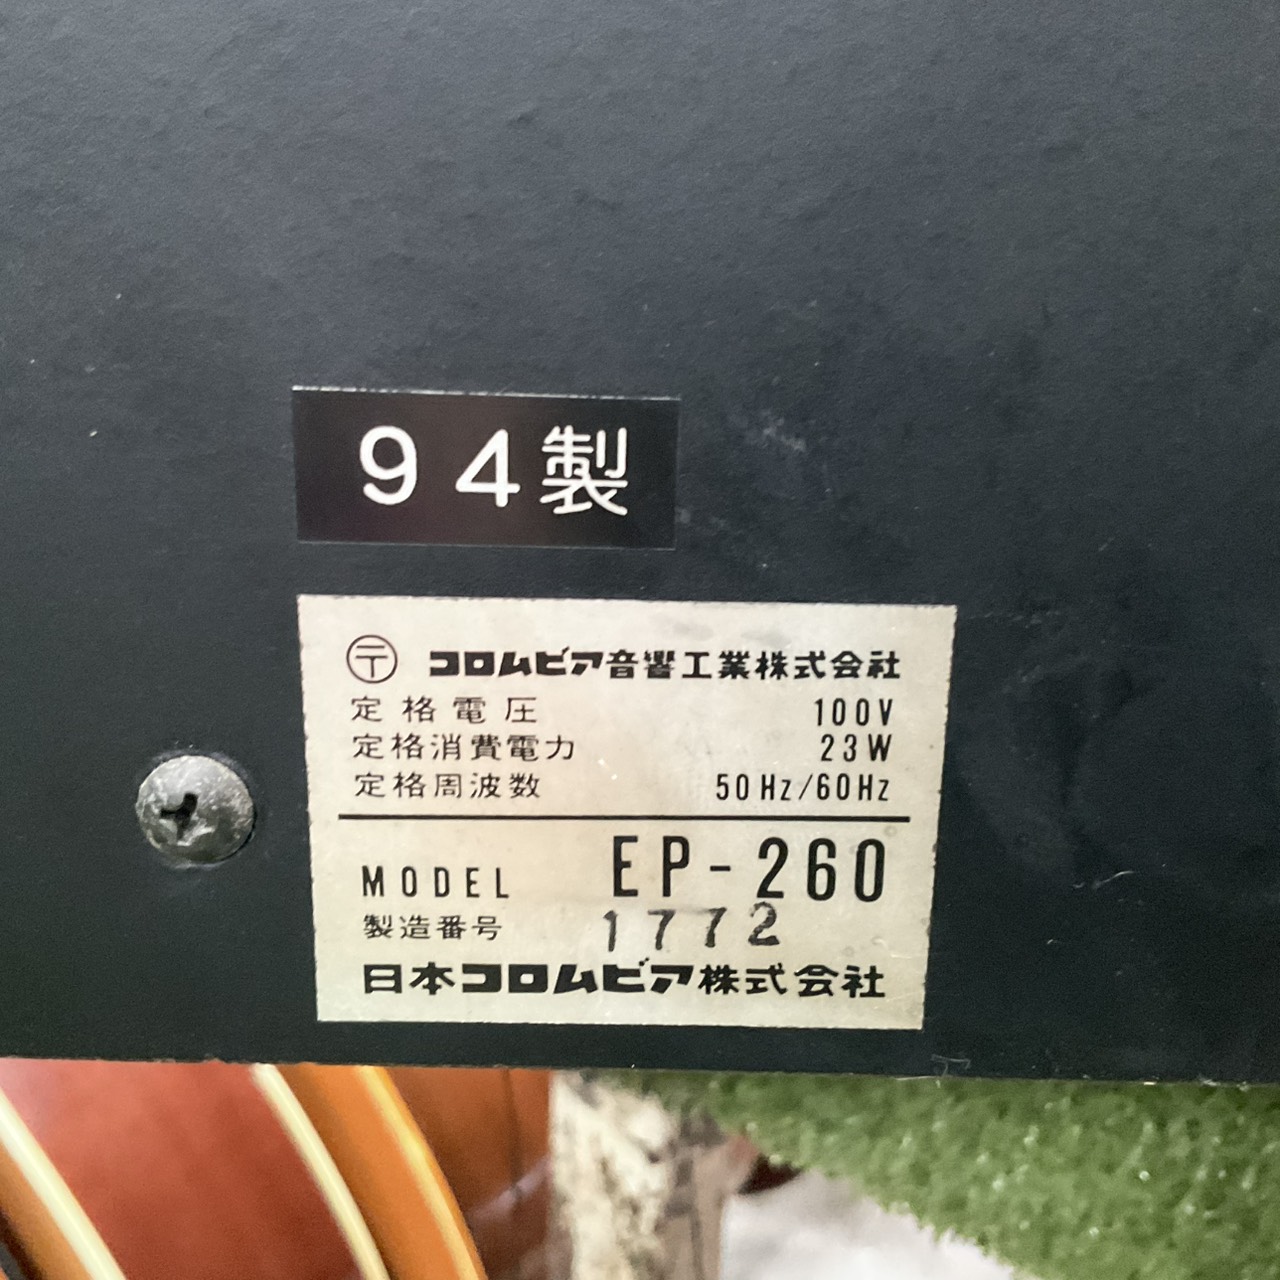 94製
〒 コロムビア音響工業株式会社
定格電圧 100V
定格消費電力 23W
定格周波数 50Hz/60Hz
MODEL EP-260
製造番号 1772
日本コロムビア株式会社